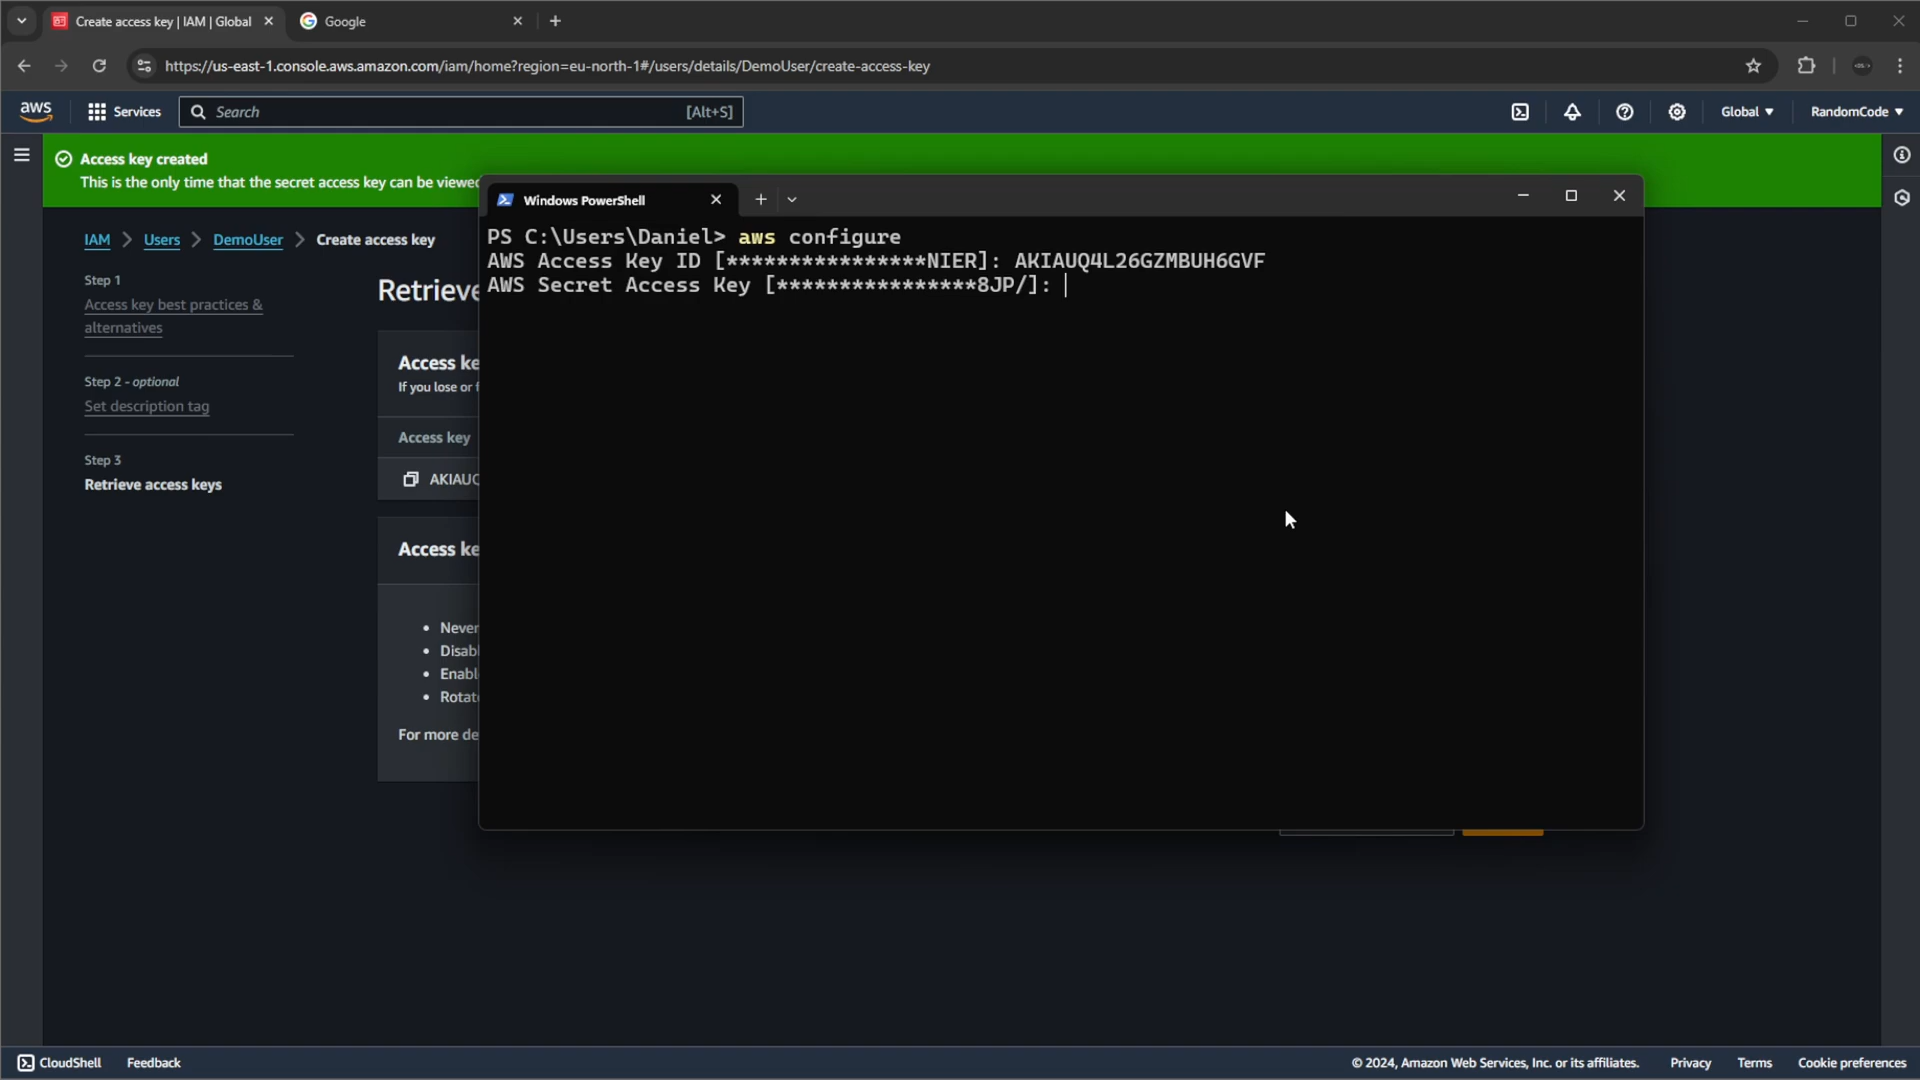 Create access key | IAM | Global
Google
https://us-east-1.console.aws.amazon.com/iam/home?region=eu-north-1#/users/details/DemoUser/create-access-key
aws
Services
Search
[Alt+S]
Global
RandomCode
Access key created
This is the only time that the secret access key can be viewed
Windows PowerShell
PS C:\Users\Daniel> aws configure
AWS Access Key ID [****************NIER]: AKIAUQ4L26GZMBUH6GVF
AWS Secret Access Key [****************8JP/]:
IAM
Users
DemoUser
Create access key
Step 1
Access key best practices &
alternatives
Step 2 - optional
Set description tag
Step 3
Retrieve access keys
Retrieve
Access ke
If you lose or f
Access key
AKIAUQ
Access ke
• Never
• Disabl
• Enabl
• Rotat
For more de
CloudShell
Feedback
© 2024, Amazon Web Services, Inc. or its affiliates.
Privacy
Terms
Cookie preferences